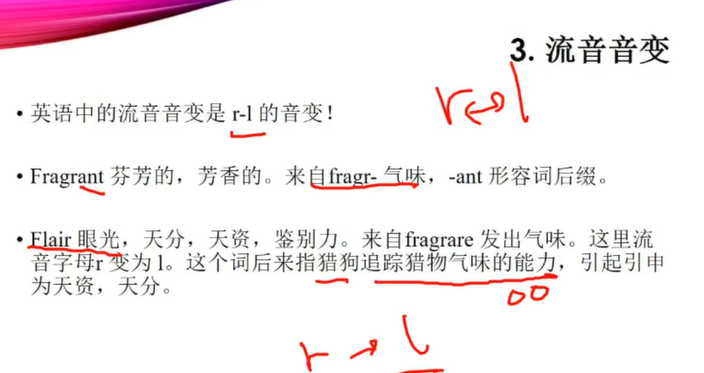 3. 流音音变
r↔l
• 英语中的流音音变是 r-l 的音变！
• Fragrant 芬芳的，芳香的。来自fragr- 气味，-ant 形容词后缀。
• Flair 眼光，天分，天资，鉴别力。来自fragrare 发出气味。这里流
音字母r 变为 l。这个词后来指猎狗追踪猎物气味的能力，引起引申
为天资，天分。
r → l